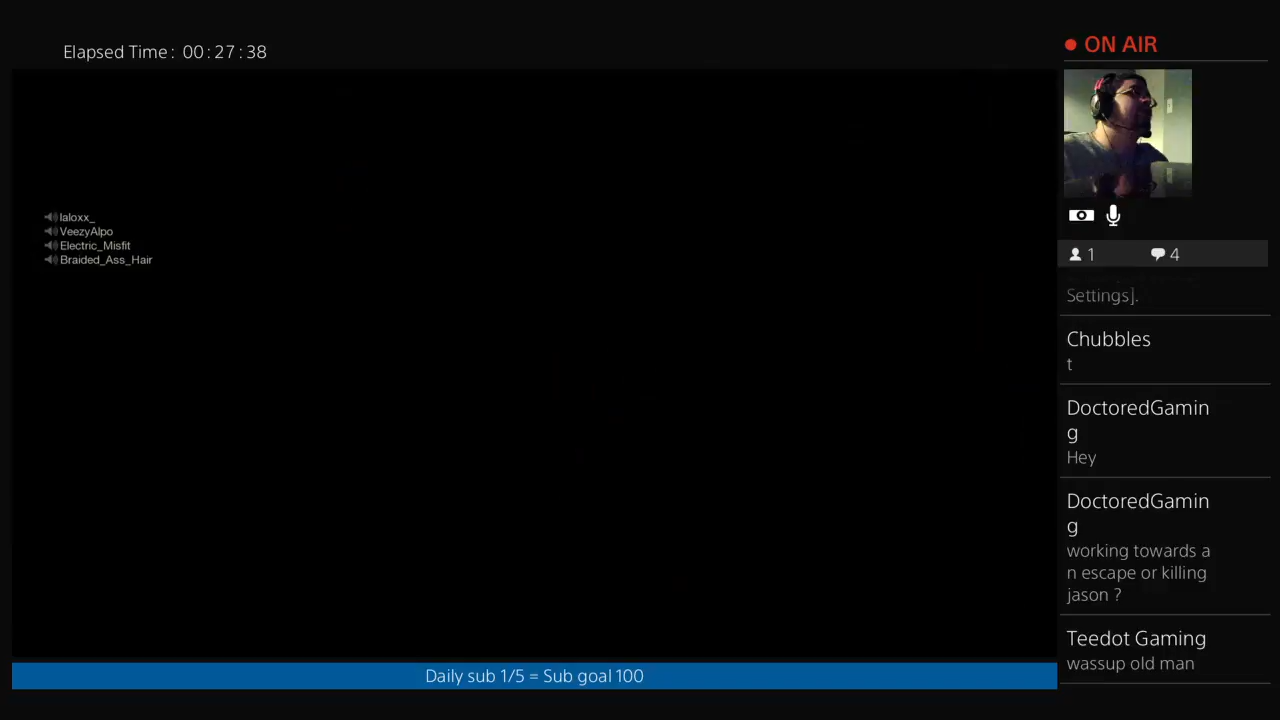 Elapsed Time: 00:27:38
ON AIR
laloxx_
VeezyAlpo
Electric_Misfit
Braided_Ass_Hair
1
4
Settings].
Chubbles
t
DoctoredGamin
g
Hey
DoctoredGamin
g
working towards a
n escape or killing
jason ?
Teedot Gaming
wassup old man
Daily sub 1/5 = Sub goal 100